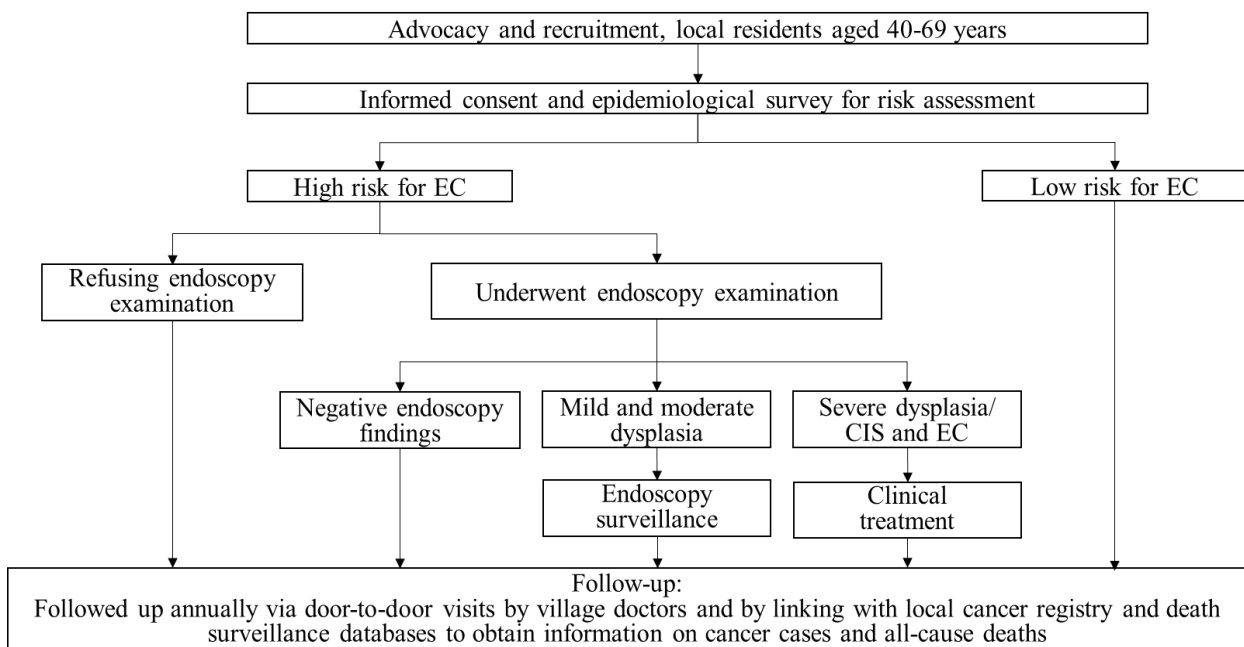 Advocacy and recruitment, local residents aged 40-69 years
Informed consent and epidemiological survey for risk assessment
High risk for EC
Low risk for EC
Refusing endoscopy
examination
Underwent endoscopy examination
Negative endoscopy
findings
Mild and moderate
dysplasia
Severe dysplasia/
CIS and EC
Endoscopy
surveillance
Clinical
treatment
Follow-up:
Followed up annually via door-to-door visits by village doctors and by linking with local cancer registry and death
surveillance databases to obtain information on cancer cases and all-cause deaths